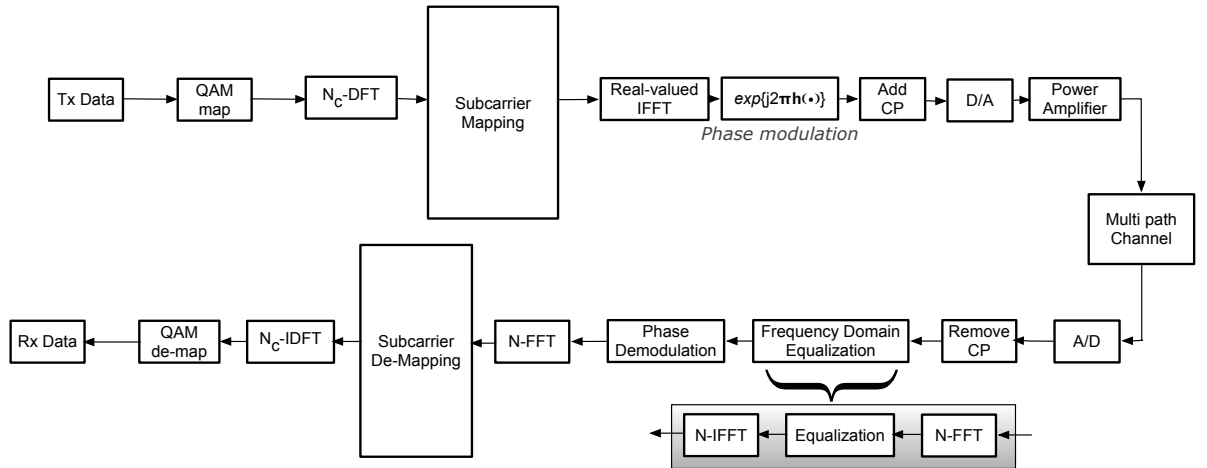 Tx Data
QAM
map
N_C-DFT
Subcarrier
Mapping
Real-valued
IFFT
exp{j2πh(•)}
Phase modulation
Add
CP
D/A
Power
Amplifier
Multi path
Channel
Rx Data
QAM
de-map
N_C-IDFT
Subcarrier
De-Mapping
N-FFT
Phase
Demodulation
Frequency Domain
Equalization
Remove
CP
A/D
N-IFFT
Equalization
N-FFT